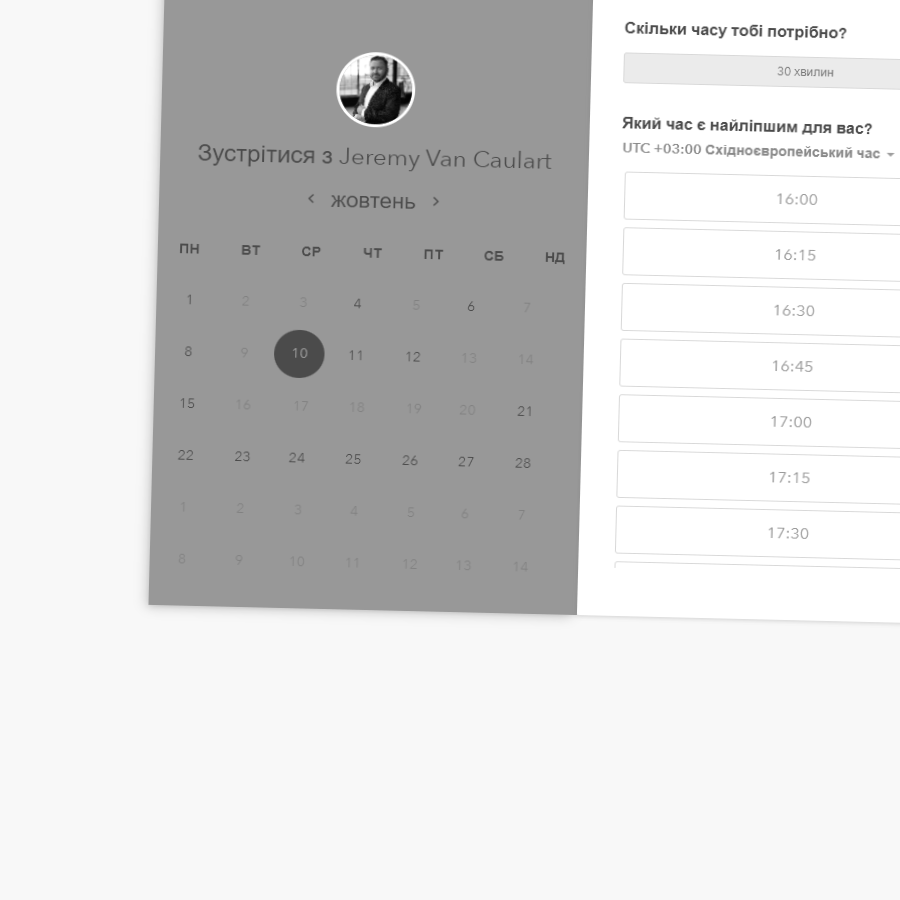 Зустрітися з Jeremy Van Caulart
жовтень
ПН ВТ СР ЧТ ПТ СБ НД
1 2 3 4 5 6 7
8 9 10 11 12 13 14
15 16 17 18 19 20 21
22 23 24 25 26 27 28
1 2 3 4 5 6 7
8 9 10 11 12 13 14
Скільки часу тобі потрібно?
30 хвилин
Який час є найліпшим для вас?
UTC +03:00 Східноєвропейський час
16:00
16:15
16:30
16:45
17:00
17:15
17:30